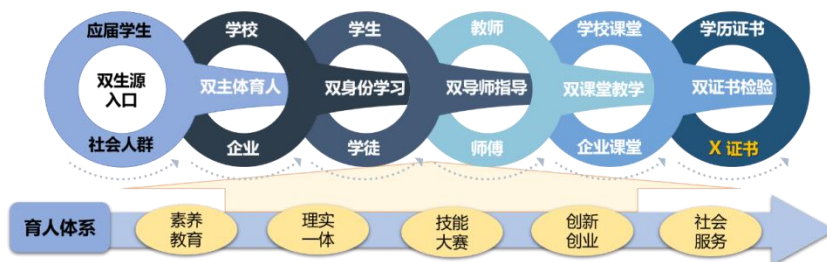 应届学生
双生源
入口
社会人群
学校
双主体育人
企业
学生
双身份学习
学徒
教师
双导师指导
师傅
学校课堂
双课堂教学
企业课堂
学历证书
双证书检验
X 证书
育人体系
素养
教育
理实
一体
技能
大赛
创新
创业
社会
服务